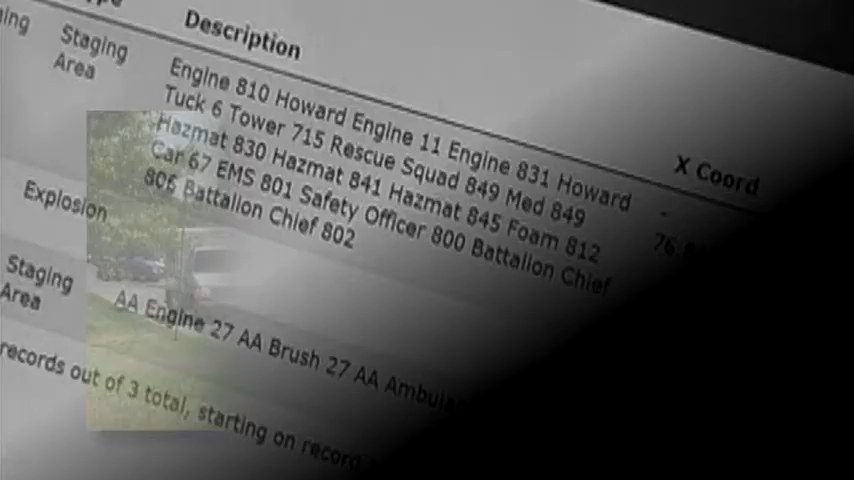 Description
X Coord
Staging
Area
Engine 810 Howard Engine 11 Engine 831 Howard
Tuck 6 Tower 715 Rescue Squad 849 Med 849
Hazmat 830 Hazmat 841 Hazmat 845 Foam 812
Car 67 EMS 801 Safety Officer 800 Battalion Chief
806 Battalion Chief 802
Explosion
Staging
Area
AA Engine 27 AA Brush 27 AA
records out of 3 total, starting on record